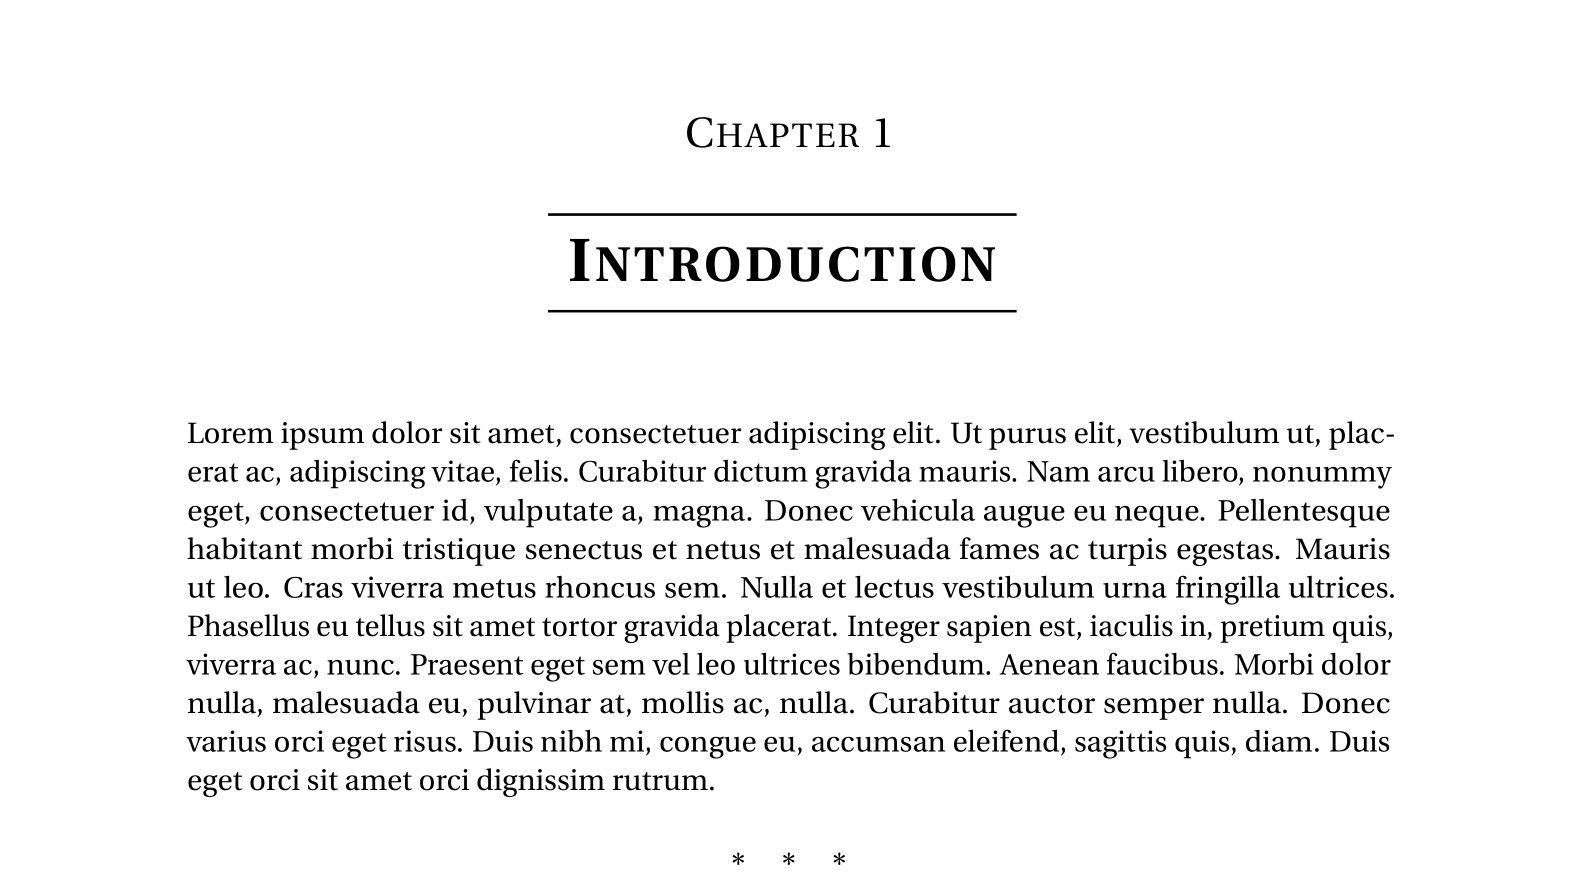 CHAPTER 1
INTRODUCTION
Lorem ipsum dolor sit amet, consectetuer adipiscing elit. Ut purus elit, vestibulum ut, plac-
erat ac, adipiscing vitae, felis. Curabitur dictum gravida mauris. Nam arcu libero, nonummy
eget, consectetuer id, vulputate a, magna. Donec vehicula augue eu neque. Pellentesque
habitant morbi tristique senectus et netus et malesuada fames ac turpis egestas. Mauris
ut leo. Cras viverra metus rhoncus sem. Nulla et lectus vestibulum urna fringilla ultrices.
Phasellus eu tellus sit amet tortor gravida placerat. Integer sapien est, iaculis in, pretium quis,
viverra ac, nunc. Praesent eget sem vel leo ultrices bibendum. Aenean faucibus. Morbi dolor
nulla, malesuada eu, pulvinar at, mollis ac, nulla. Curabitur auctor semper nulla. Donec
varius orci eget risus. Duis nibh mi, congue eu, accumsan eleifend, sagittis quis, diam. Duis
eget orci sit amet orci dignissim rutrum.
* * *